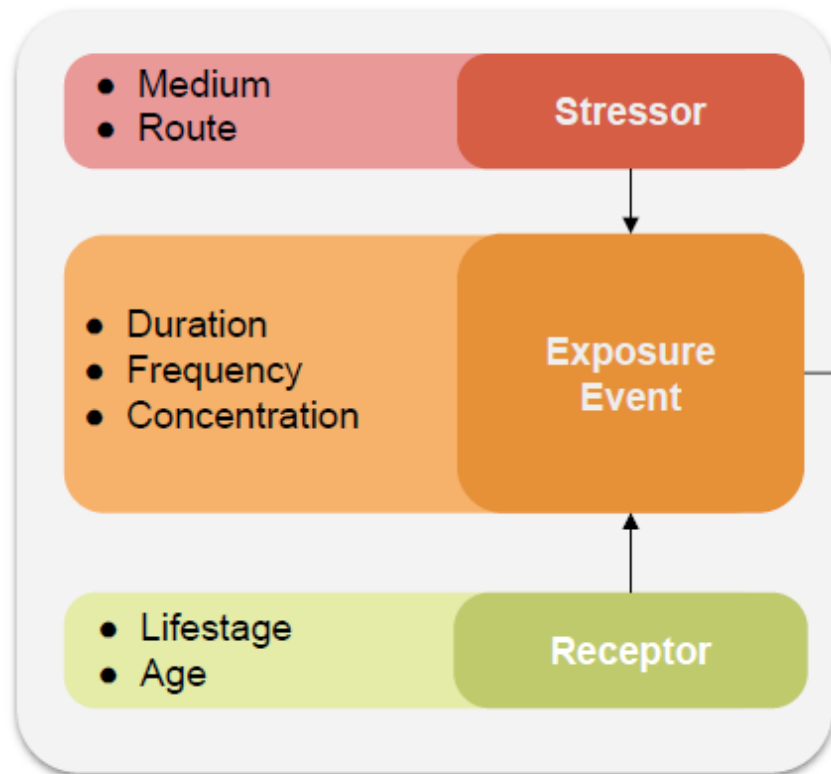 ● Medium
● Route
Stressor
● Duration
● Frequency
● Concentration
Exposure
Event
● Lifestage
● Age
Receptor